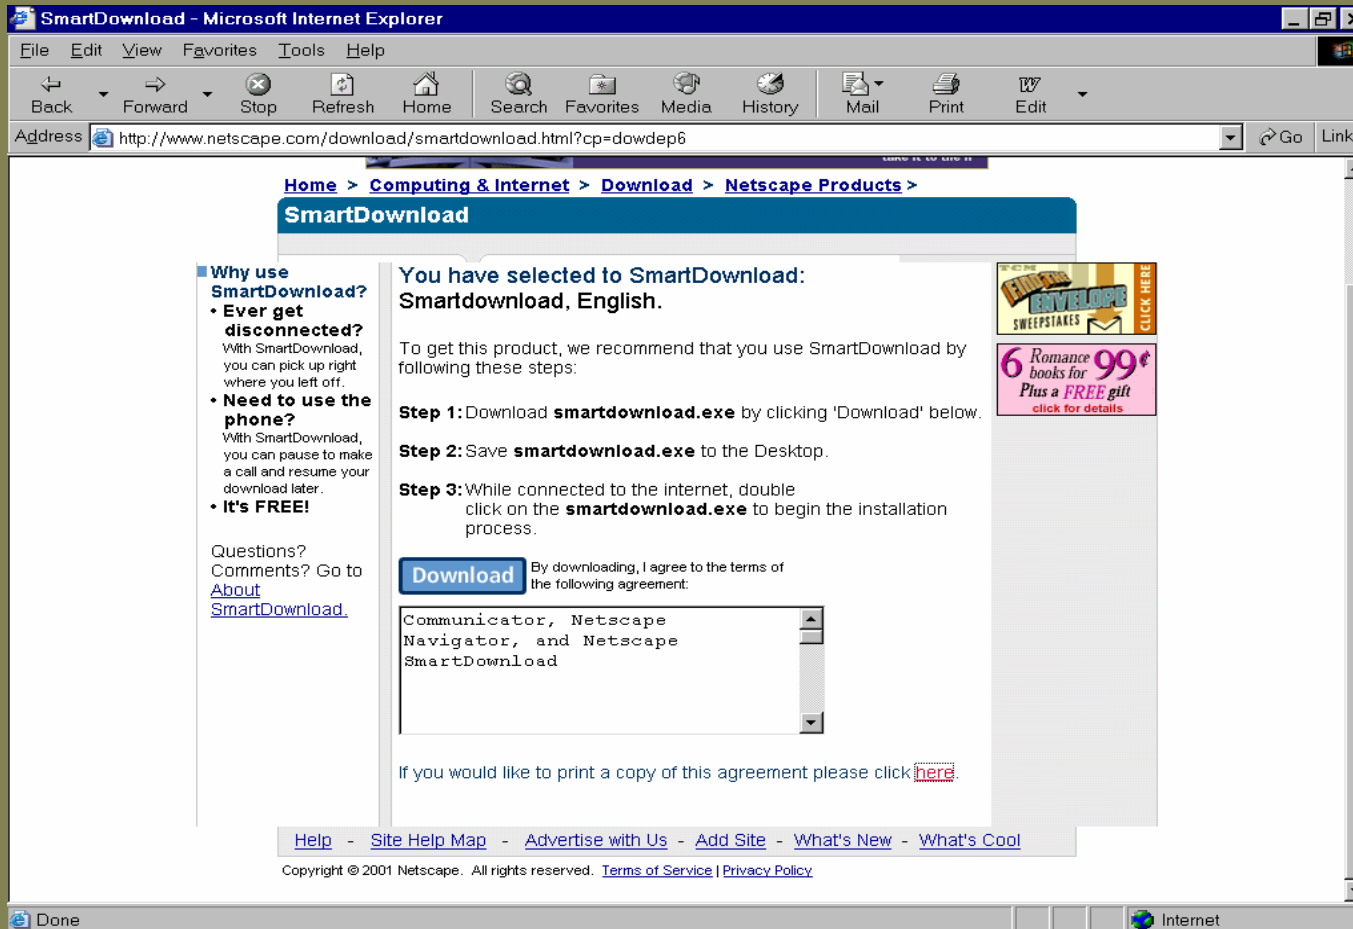 SmartDownload - Microsoft Internet Explorer
File Edit View Favorites Tools Help
Back Forward Stop Refresh Home Search Favorites Media History Mail Print Edit
Address http://www.netscape.com/download/smartdownload.html?cp=dowdep6 Go Link
take it to the n
Home > Computing & Internet > Download > Netscape Products >
SmartDownload
Why use
SmartDownload?
• Ever get
disconnected?
With SmartDownload,
you can pick up right
where you left off.
• Need to use the
phone?
With SmartDownload,
you can pause to make
a call and resume your
download later.
• It's FREE!
Questions?
Comments? Go to
About
SmartDownload.
You have selected to SmartDownload:
Smartdownload, English.
To get this product, we recommend that you use SmartDownload by
following these steps:
Step 1: Download smartdownload.exe by clicking 'Download' below.
Step 2: Save smartdownload.exe to the Desktop.
Step 3: While connected to the internet, double
click on the smartdownload.exe to begin the installation
process.
Download
By downloading, I agree to the terms of
the following agreement:
Communicator, Netscape
Navigator, and Netscape
SmartDownload
If you would like to print a copy of this agreement please click here.
TCM
FIND THE
ENVELOPE
SWEEPSTAKES
CLICK HERE
6 Romance
books for 99¢
Plus a FREE gift
click for details
Help - Site Help Map - Advertise with Us - Add Site - What's New - What's Cool
Copyright © 2001 Netscape. All rights reserved. Terms of Service | Privacy Policy
Done Internet